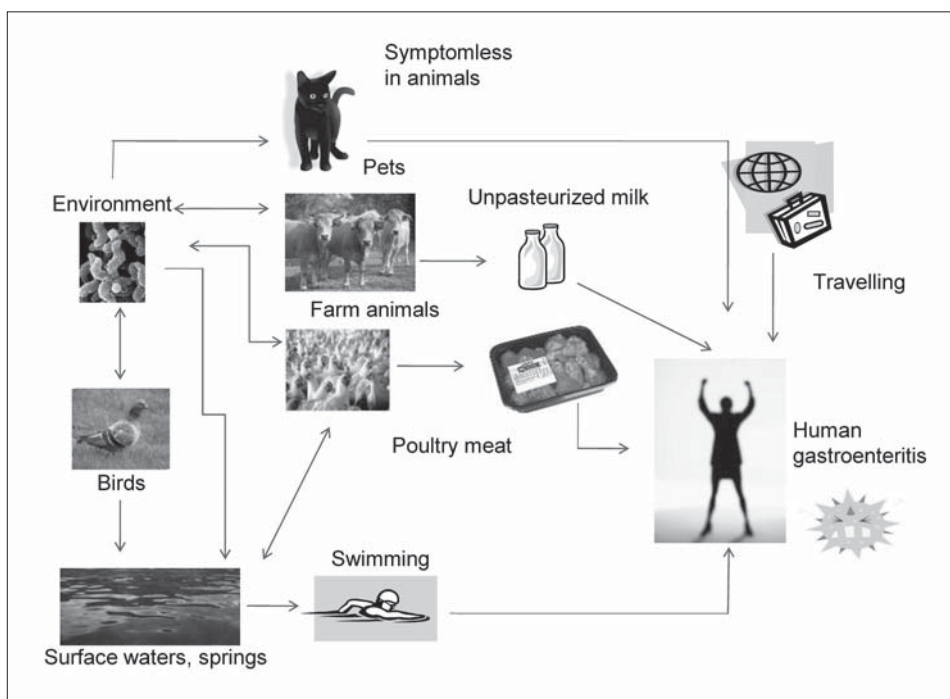 Symptomless
in animals
Pets
Environment
Unpasteurized milk
Travelling
Farm animals
Poultry meat
Human
gastroenteritis
Birds
Swimming
Surface waters, springs